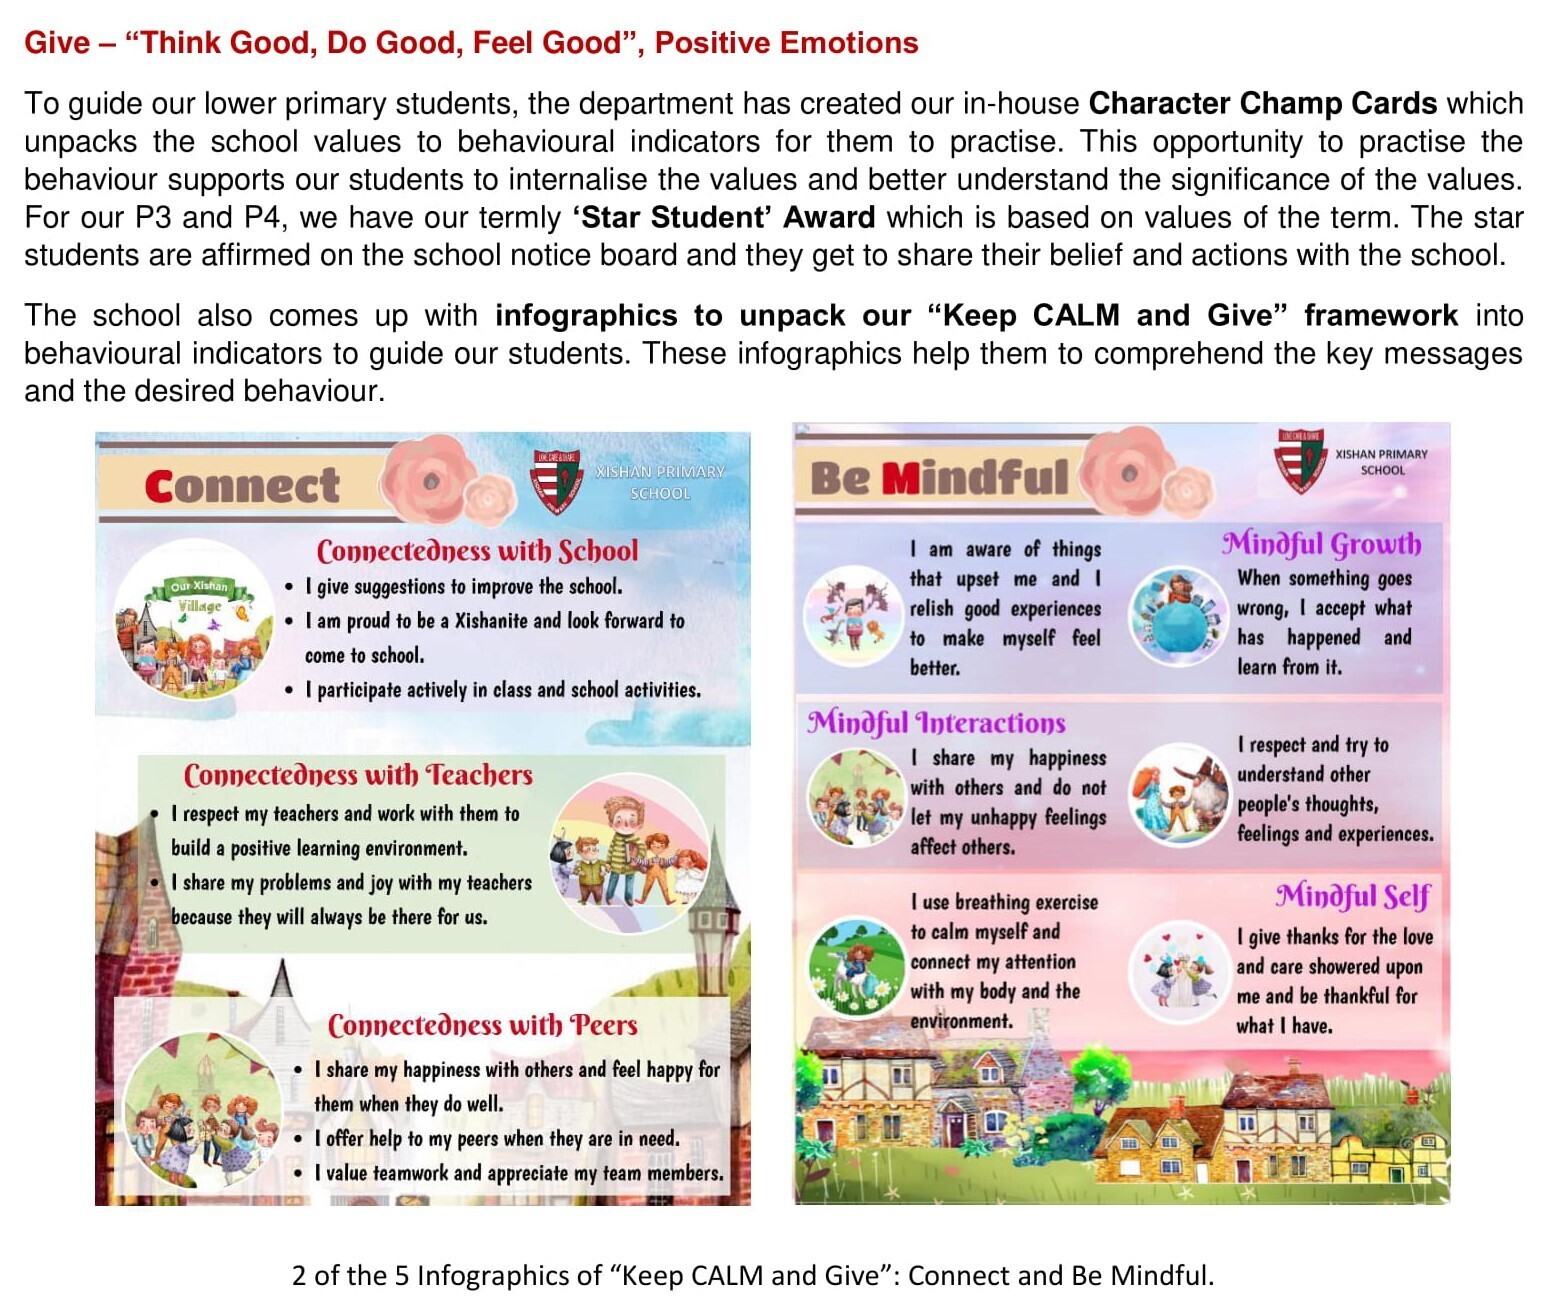 Give – “Think Good, Do Good, Feel Good”, Positive Emotions
To guide our lower primary students, the department has created our in-house Character Champ Cards which
unpacks the school values to behavioural indicators for them to practise. This opportunity to practise the
behaviour supports our students to internalise the values and better understand the significance of the values.
For our P3 and P4, we have our termly ‘Star Student’ Award which is based on values of the term. The star
students are affirmed on the school notice board and they get to share their belief and actions with the school.
The school also comes up with infographics to unpack our “Keep CALM and Give” framework into
behavioural indicators to guide our students. These infographics help them to comprehend the key messages
and the desired behaviour.
Connect
LOVE CARE & SHARE
XISHAN PRIMARY
SCHOOL
Connectedness with School
Our Xishan
Village
• I give suggestions to improve the school.
• I am proud to be a Xishanite and look forward to
come to school.
• I participate actively in class and school activities.
Connectedness with Teachers
• I respect my teachers and work with them to
build a positive learning environment.
• I share my problems and joy with my teachers
because they will always be there for us.
Connectedness with Peers
• I share my happiness with others and feel happy for
them when they do well.
• I offer help to my peers when they are in need.
• I value teamwork and appreciate my team members.
Be Mindful
LOVE CARE & SHARE
XISHAN PRIMARY
SCHOOL
I am aware of things
that upset me and I
relish good experiences
to make myself feel
better.
Mindful Growth
When something goes
wrong, I accept what
has happened and
learn from it.
Mindful Interactions
I share my happiness
with others and do not
let my unhappy feelings
affect others.
I respect and try to
understand other
people's thoughts,
feelings and experiences.
I use breathing exercise
to calm myself and
connect my attention
with my body and the
environment.
Mindful Self
I give thanks for the love
and care showered upon
me and be thankful for
what I have.
2 of the 5 Infographics of “Keep CALM and Give”: Connect and Be Mindful.